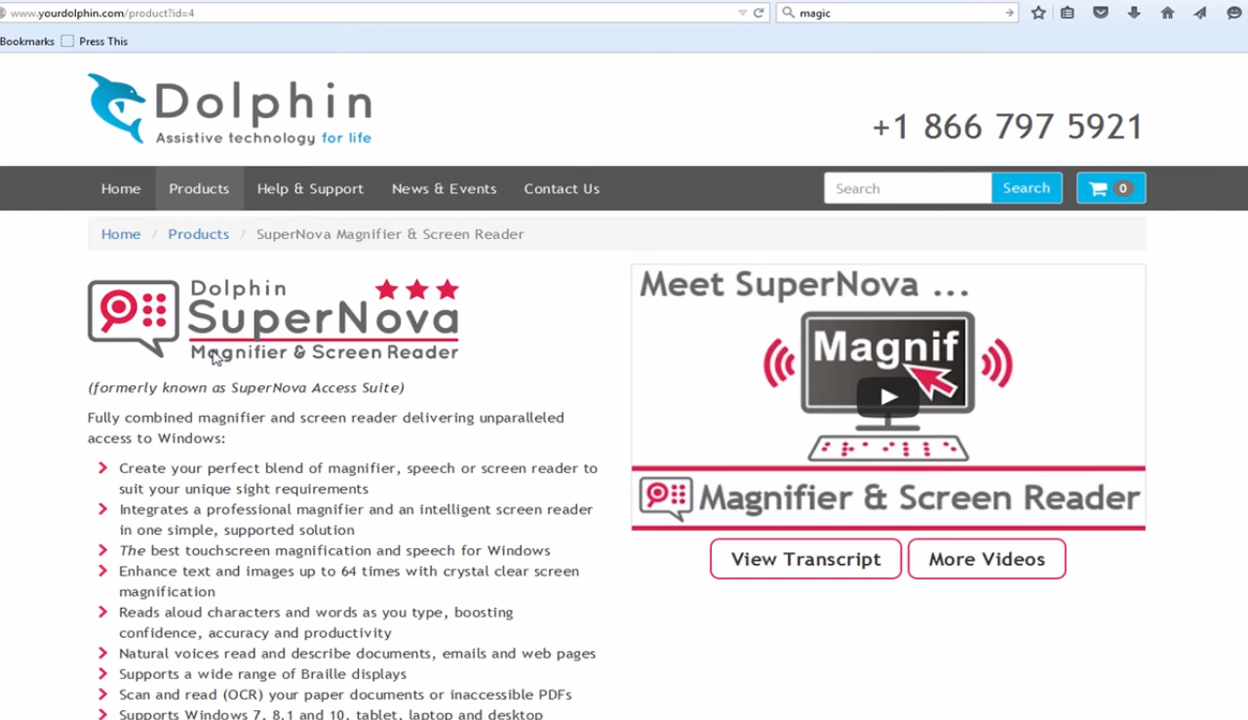 www.yourdolphin.com/product?id=4
magic
Bookmarks Press This
Dolphin
Assistive technology for life
+1 866 797 5921
Home Products Help & Support News & Events Contact Us Search Search 0
Home / Products / SuperNova Magnifier & Screen Reader
Dolphin
SuperNova
Magnifier & Screen Reader
(formerly known as SuperNova Access Suite)
Fully combined magnifier and screen reader delivering unparalleled
access to Windows:
Create your perfect blend of magnifier, speech or screen reader to
suit your unique sight requirements
Integrates a professional magnifier and an intelligent screen reader
in one simple, supported solution
The best touchscreen magnification and speech for Windows
Enhance text and images up to 64 times with crystal clear screen
magnification
Reads aloud characters and words as you type, boosting
confidence, accuracy and productivity
Natural voices read and describe documents, emails and web pages
Supports a wide range of Braille displays
Scan and read (OCR) your paper documents or inaccessible PDFs
Supports Windows 7, 8.1 and 10, tablet, laptop and desktop
Meet SuperNova ...
Magnif
Magnifier & Screen Reader
View Transcript More Videos